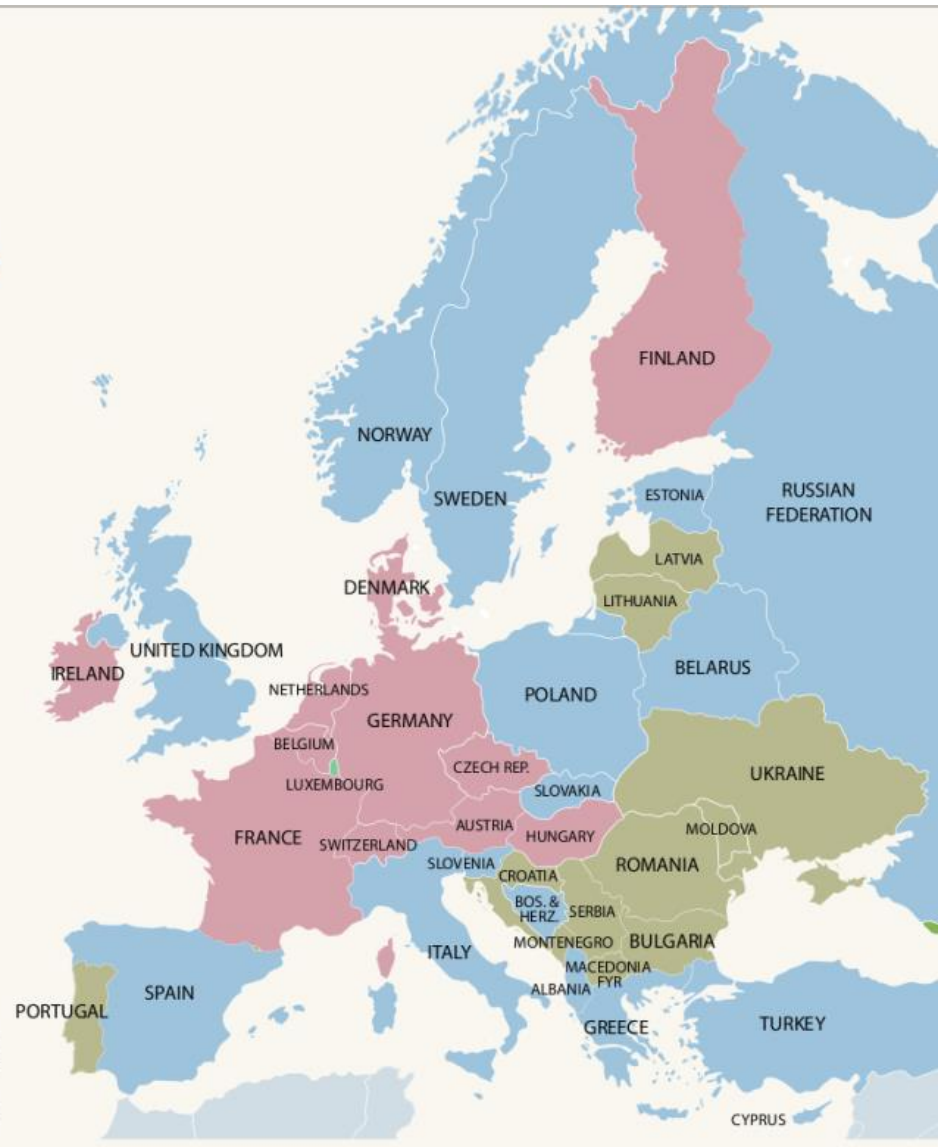 FINLAND
NORWAY
SWEDEN
ESTONIA
RUSSIAN
FEDERATION
LATVIA
DENMARK
LITHUANIA
UNITED KINGDOM
IRELAND
BELARUS
NETHERLANDS
POLAND
GERMANY
BELGIUM
CZECH REP.
UKRAINE
LUXEMBOURG
SLOVAKIA
AUSTRIA
MOLDOVA
FRANCE
SWITZERLAND
HUNGARY
SLOVENIA
ROMANIA
CROATIA
BOS. &
HERZ.
SERBIA
MONTENEGRO
BULGARIA
ITALY
MACEDONIA
FYR
ALBANIA
SPAIN
PORTUGAL
GREECE
TURKEY
CYPRUS